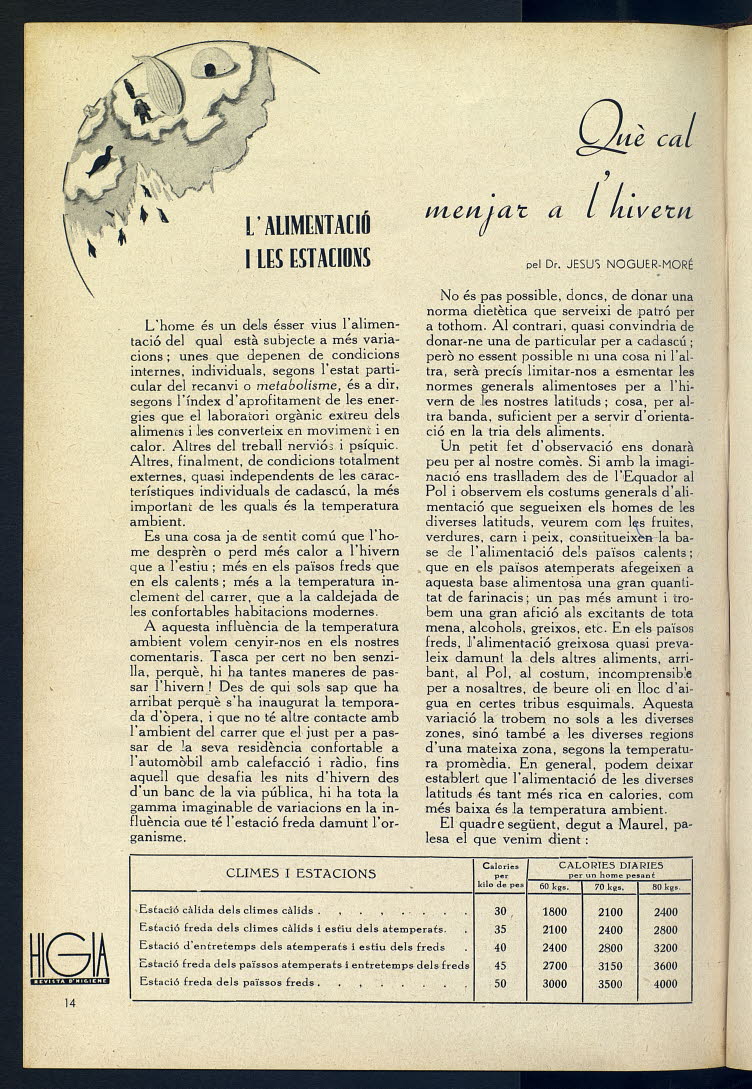 Què cal
menjar a l'hivern
pel Dr. JESUS NOGUER-MORÉ
L'ALIMENTACIÓ
I LES ESTACIONS
L'home és un dels ésser vius l'alimen-
tació del qual està subjecte a més varia-
cions; unes que depenen de condicions
internes, individuals, segons l'estat parti-
cular del recanvi o metabolisme, és a dir,
segons l'índex d'aprofitament de les ener-
gies que el laboratori orgànic extreu dels
aliments i les converteix en moviment i en
calor. Altres del treball nerviós i psíquic.
Altres, finalment, de condicions totalment
externes, quasi independents de les carac-
terístiques individuals de cadascú, la més
important de les quals és la temperatura
ambient.
Es una cosa ja de sentit comú que l'ho-
me desprèn o perd més calor a l'hivern
que a l'estiu; més en els països freds que
en els calents; més a la temperatura in-
clement del carrer, que a la caldejada de
les confortables habitacions modernes.
A aquesta influència de la temperatura
ambient volem cenyir-nos en els nostres
comentaris. Tasca per cert no ben senzi-
lla, perquè, hi ha tantes maneres de pas-
sar l'hivern! Des de qui sols sap que ha
arribat perquè s'ha inaugurat la tempora-
da d'òpera, i que no té altre contacte amb
l'ambient del carrer que el just per a pas-
sar de la seva residència confortable a
l'automòbil amb calefacció i ràdio, fins
aquell que desafia les nits d'hivern des
d'un banc de la via pública, hi ha tota la
gamma imaginable de variacions en la in-
fluència que té l'estació freda damunt l'or-
ganisme.
No és pas possible, doncs, de donar una
norma dietètica que serveixi de patró per
a tothom. Al contrari, quasi convindria de
donar-ne una de particular per a cadascú;
però no essent possible ni una cosa ni l'al-
tra, serà precís limitar-nos a esmentar les
normes generals alimentoses per a l'hi-
vern de les nostres latituds; cosa, per al-
tra banda, suficient per a servir d'orienta-
ció en la tria dels aliments.
Un petit fet d'observació ens donarà
peu per al nostre comès. Si amb la imagi-
nació ens traslladem des de l'Equador al
Pol i observem els costums generals d'ali-
mentació que segueixen els homes de les
diverses latituds, veurem com les fruites,
verdures, carn i peix, constitueixen la ba-
se de l'alimentació dels països calents;
que en els països atemperats afegeixen a
aquesta base alimentosa una gran quanti-
tat de farinacis; un pas més amunt i tro-
bem una gran afició als excitants de tota
mena, alcohols, greixos, etc. En els països
freds, l'alimentació greixosa quasi preva-
leix damunt la dels altres aliments, arri-
bant, al Pol, al costum, incomprensible
per a nosaltres, de beure oli en lloc d'ai-
gua en certes tribus esquimals. Aquesta
variació la trobem no sols a les diverses
zones, sinó també a les diverses regions
d'una mateixa zona, segons la temperatu-
ra promèdia. En general, podem deixar
establert que l'alimentació de les diverses
latituds és tant més rica en calories, com
més baixa és la temperatura ambient.
El quadre següent, degut a Maurel, pa-
lesa el que venim dient:
CLIMES I ESTACIONS
Calories
per
kilo de pes
CALORIES DIARIES
per un home pesant
60 kgs. 70 kgs. 80 kgs.
Estació càlida dels climes càlids . . . . . . . . 30 1800 2100 2400
Estació freda dels climes càlids i estiu dels atemperats. . 35 2100 2400 2800
Estació d'entretemps dels atemperats i estiu dels freds . 40 2400 2800 3200
Estació freda dels païssos atemperats i entretemps dels freds 45 2700 3150 3600
Estació freda dels païssos freds . . . . . . . . 50 3000 3500 4000
HIGIA
REVISTA D'HIGIENE
14